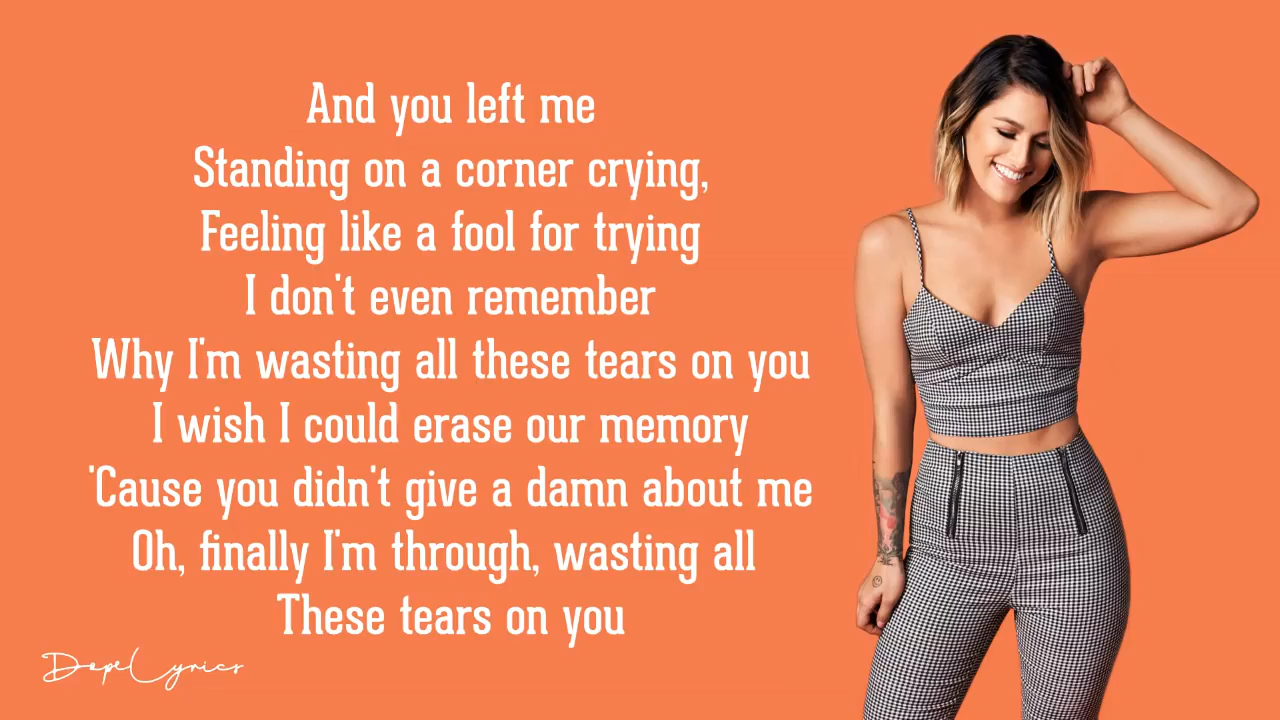 And you left me
Standing on a corner crying,
Feeling like a fool for trying
I don't even remember
Why I'm wasting all these tears on you
I wish I could erase our memory
'Cause you didn't give a damn about me
Oh, finally I'm through, wasting all
These tears on you
DopeLyrics